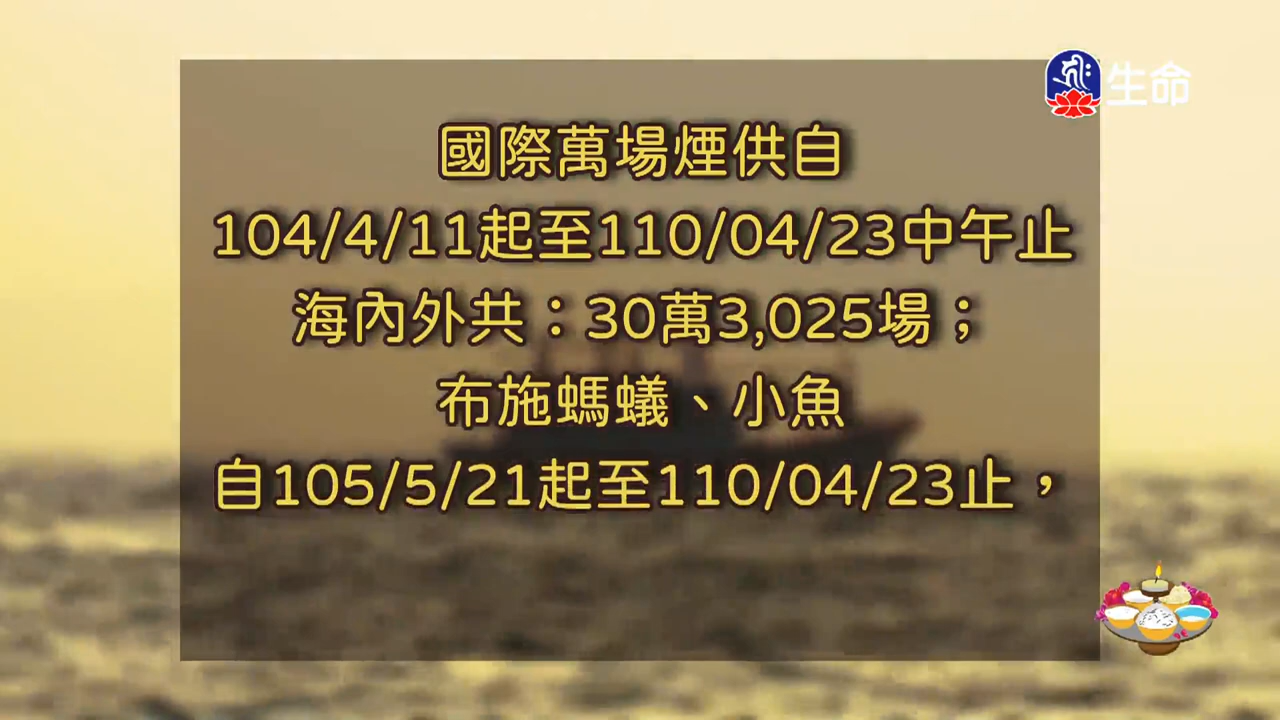 生命
國際萬場煙供自
104/4/11起至110/04/23中午止
海內外共：30萬3,025場；
布施螞蟻、小魚
自105/5/21起至110/04/23止，